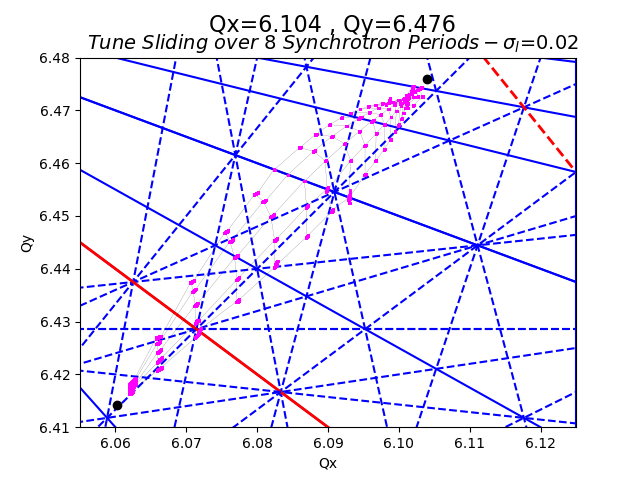 Qx=6.104 , Qy=6.476
Tune Sliding over 8 Synchrotron Periods − σl=0.02
6.48
6.47
6.46
6.45
6.44
6.43
6.42
6.41
Qy
6.06 6.07 6.08 6.09 6.10 6.11 6.12
Qx